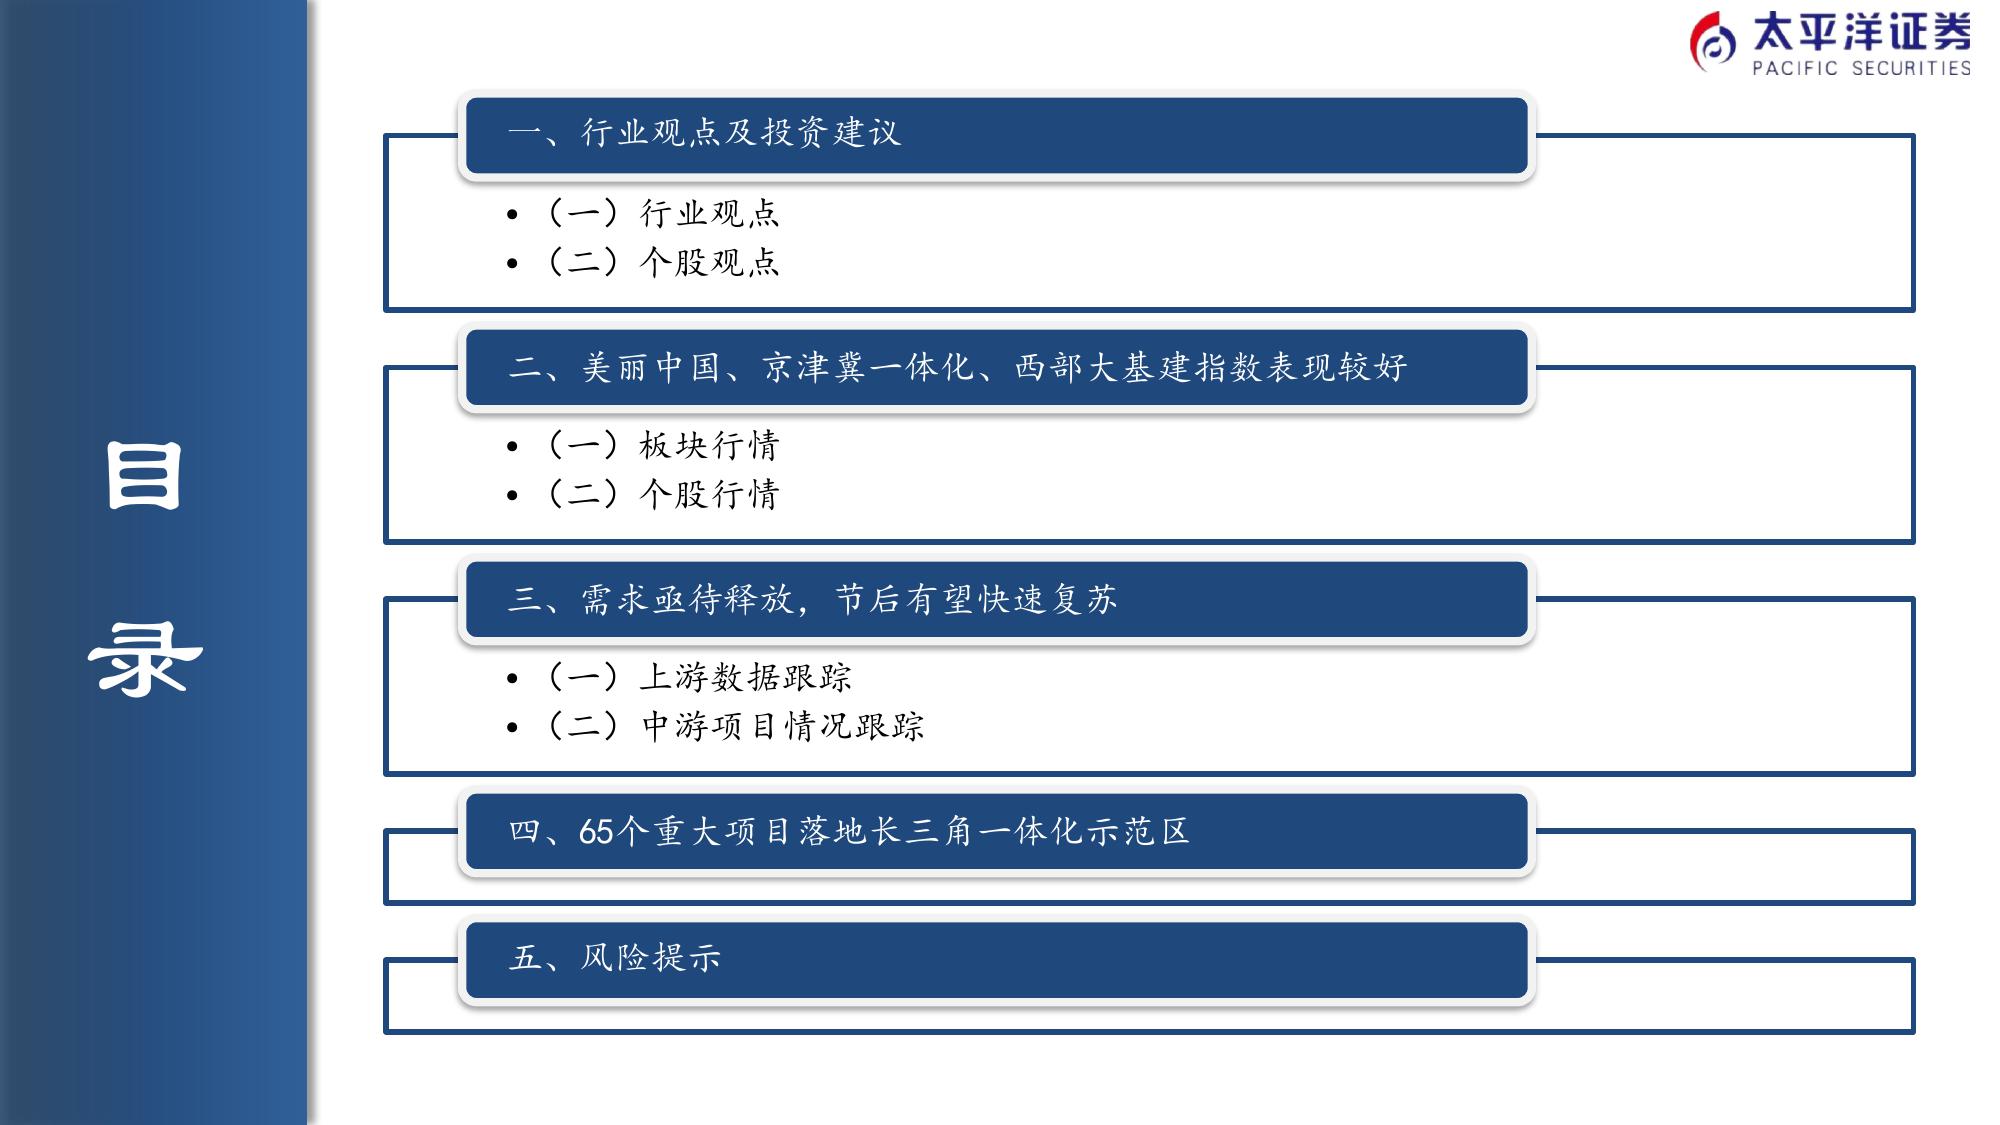 太平洋证券
PACIFIC SECURITIES
目
录
一、行业观点及投资建议
• （一）行业观点
• （二）个股观点
二、美丽中国、京津冀一体化、西部大基建指数表现较好
• （一）板块行情
• （二）个股行情
三、需求亟待释放，节后有望快速复苏
• （一）上游数据跟踪
• （二）中游项目情况跟踪
四、65个重大项目落地长三角一体化示范区
五、风险提示